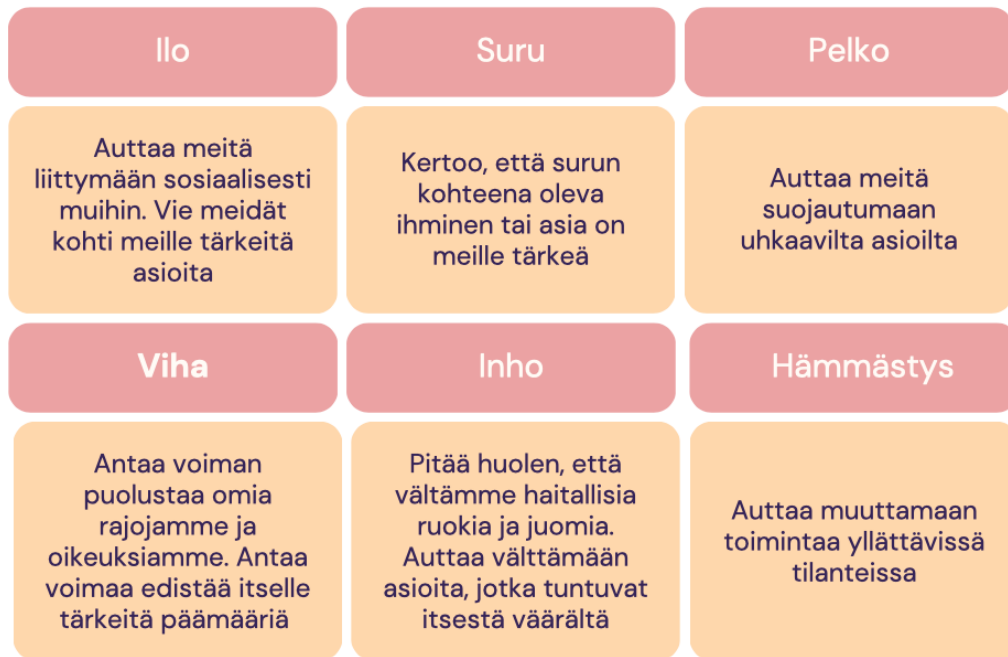 Ilo
Suru
Pelko
Auttaa meitä
liittymään sosiaalisesti
muihin. Vie meidät
kohti meille tärkeitä
asioita
Kertoo, että surun
kohteena oleva
ihminen tai asia on
meille tärkeä
Auttaa meitä
suojautumaan
uhkaavilta asioilta
Viha
Inho
Hämmästys
Antaa voiman
puolustaa omia
rajojamme ja
oikeuksiamme. Antaa
voimaa edistää itselle
tärkeitä päämääriä
Pitää huolen, että
vältämme haitallisia
ruokia ja juomia.
Auttaa välttämään
asioita, jotka tuntuvat
itsestä väärältä
Auttaa muuttamaan
toimintaa yllättävissä
tilanteissa